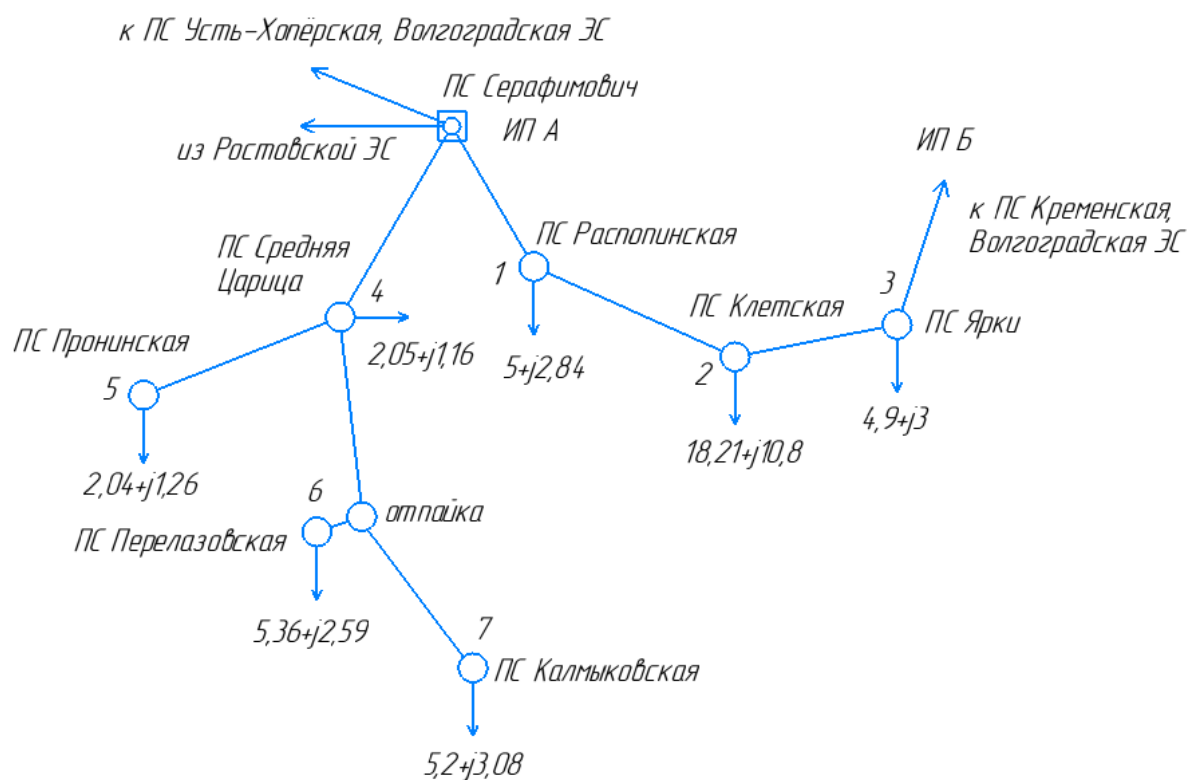 к ПС Усть-Хопёрская, Волгоградская ЭС
ПС Серафимович
ИП А
из Ростовской ЭС
ИП Б
к ПС Кременская,
Волгоградская ЭС
ПС Распопинская
1
ПС Средняя
Царица
4
2,05+j1,16
5+j2,84
ПС Клетская
2
18,21+j10,8
3
ПС Ярки
4,9+j3
ПС Пронинская
5
2,04+j1,26
6
отпайка
ПС Перелазовская
5,36+j2,59
7
ПС Калмыковская
5,2+j3,08